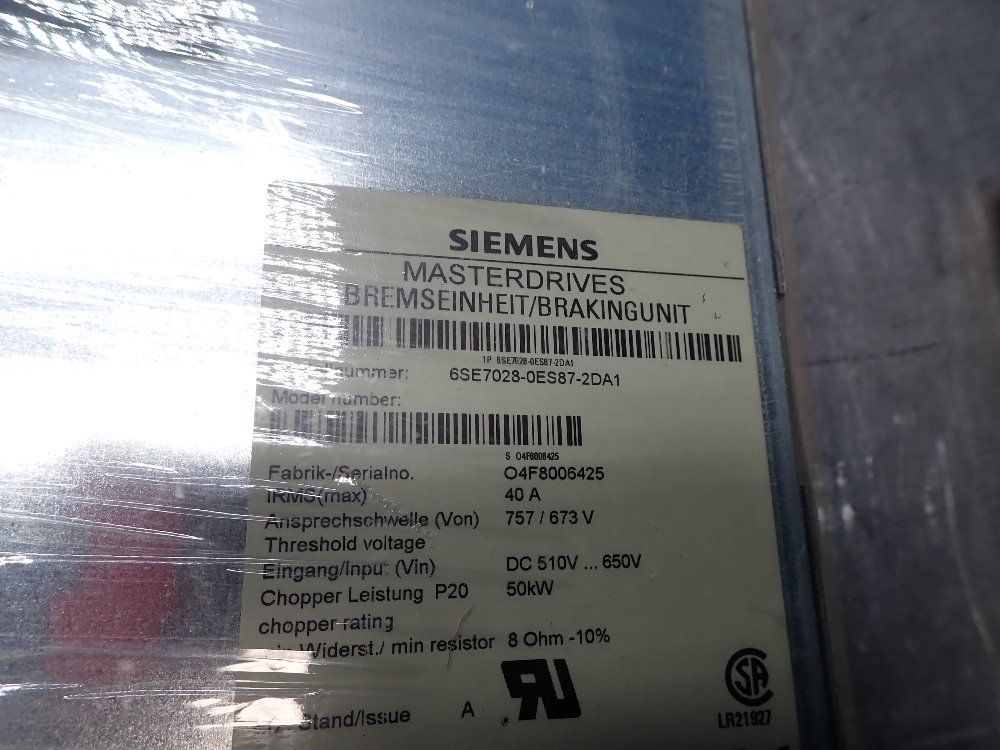 SIEMENS
MASTERDRIVES
BREMSEINHEIT/BRAKINGUNIT
1P 6SE7028-0ES87-2DA1
6SE7028-0ES87-2DA1
Model number:
S O4F8006425
Fabrik-/Serialno. O4F8006425
IRMS(max) 40 A
Ansprechschwelle (Von) 757 / 673 V
Threshold voltage
Eingang/Input (Vin) DC 510V ... 650V
Chopper Leistung P20 50kW
chopper rating
Widerst./ min resistor 8 Ohm -10%
Stand/Issue A
LR21927